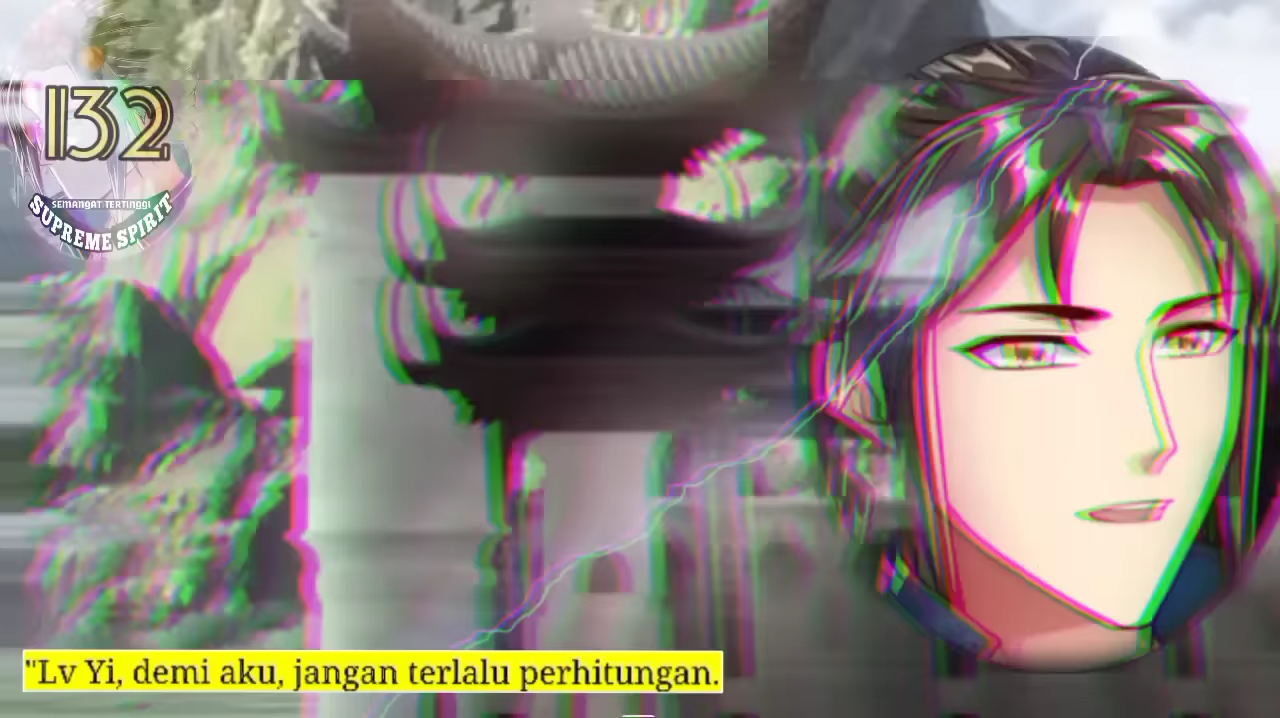 132
SEMANGAT TERTINGGI
SUPREME SPIRIT
"Lv Yi, demi aku, jangan terlalu perhitungan.